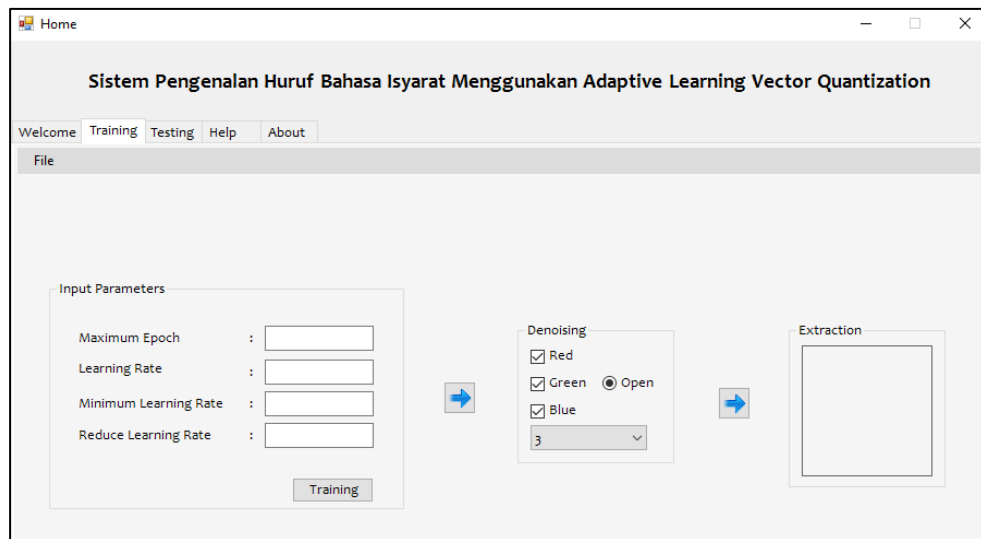 Home
Sistem Pengenalan Huruf Bahasa Isyarat Menggunakan Adaptive Learning Vector Quantization
Welcome Training Testing Help About
File
Input Parameters
Maximum Epoch :
Learning Rate :
Minimum Learning Rate :
Reduce Learning Rate :
Training
Denoising
Red
Green Open
Blue
3
Extraction